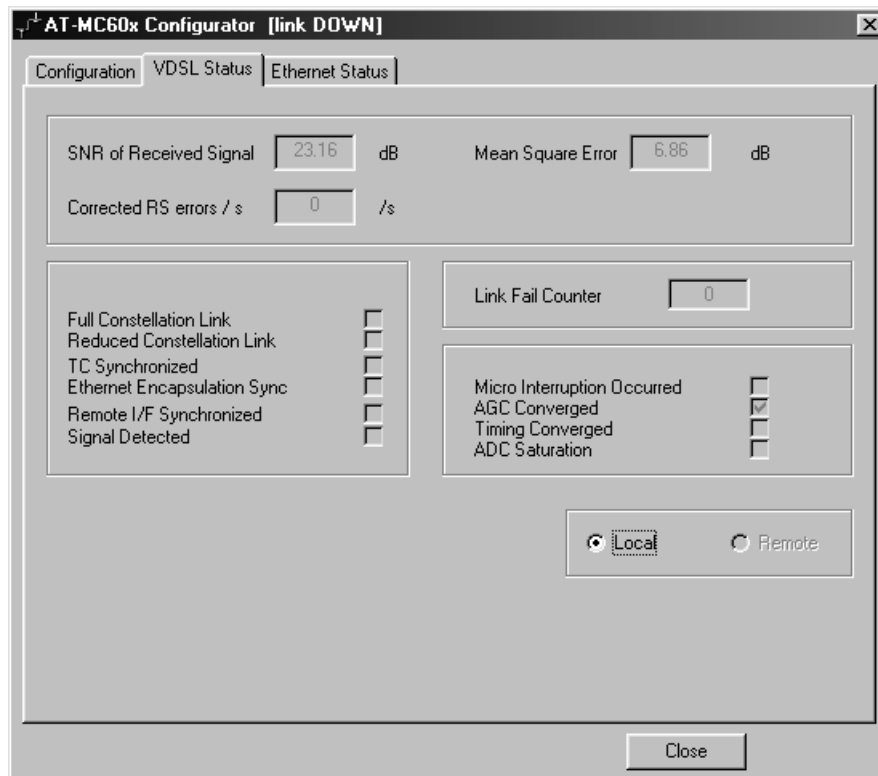 AT-MC60x Configurator [link DOWN]
Configuration VDSL Status Ethernet Status
SNR of Received Signal 23.16 dB Mean Square Error 6.86 dB
Corrected RS errors / s 0 /s
Link Fail Counter 0
Full Constellation Link
Reduced Constellation Link
TC Synchronized
Ethernet Encapsulation Sync
Remote I/F Synchronized
Signal Detected
Micro Interruption Occurred
AGC Converged
Timing Converged
ADC Saturation
Local Remote
Close